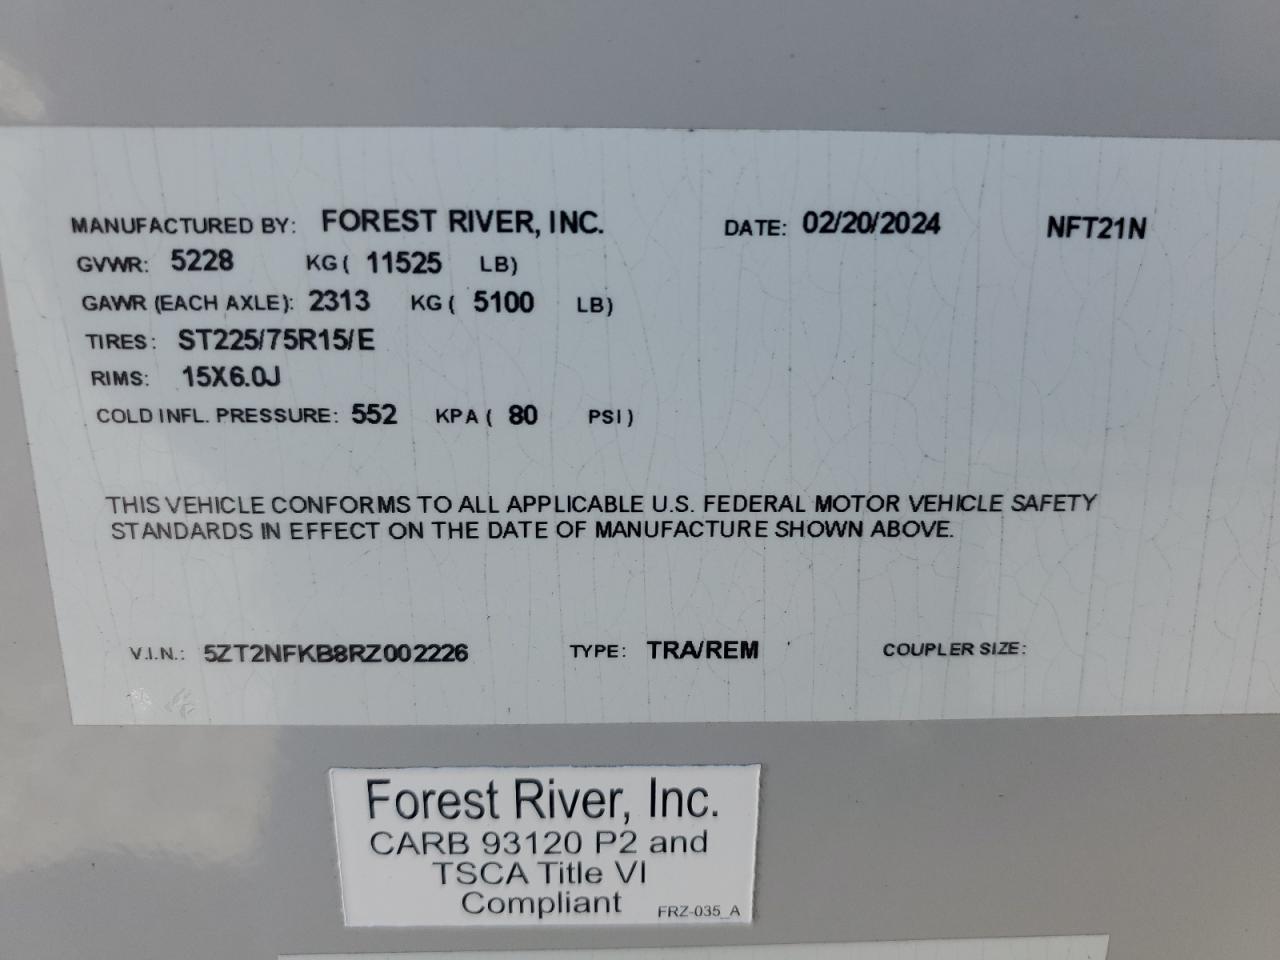 MANUFACTURED BY: FOREST RIVER, INC. DATE: 02/20/2024 NFT21N
GVWR: 5228 KG ( 11525 LB)
GAWR (EACH AXLE): 2313 KG ( 5100 LB)
TIRES: ST225/75R15/E
RIMS: 15X6.0J
COLD INFL. PRESSURE: 552 KPA ( 80 PSI )
THIS VEHICLE CONFORMS TO ALL APPLICABLE U.S. FEDERAL MOTOR VEHICLE SAFETY
STANDARDS IN EFFECT ON THE DATE OF MANUFACTURE SHOWN ABOVE.
V.I.N.: 5ZT2NFKB8RZ002226 TYPE: TRA/REM COUPLER SIZE:
Forest River, Inc.
CARB 93120 P2 and
TSCA Title VI
Compliant FRZ-035_A